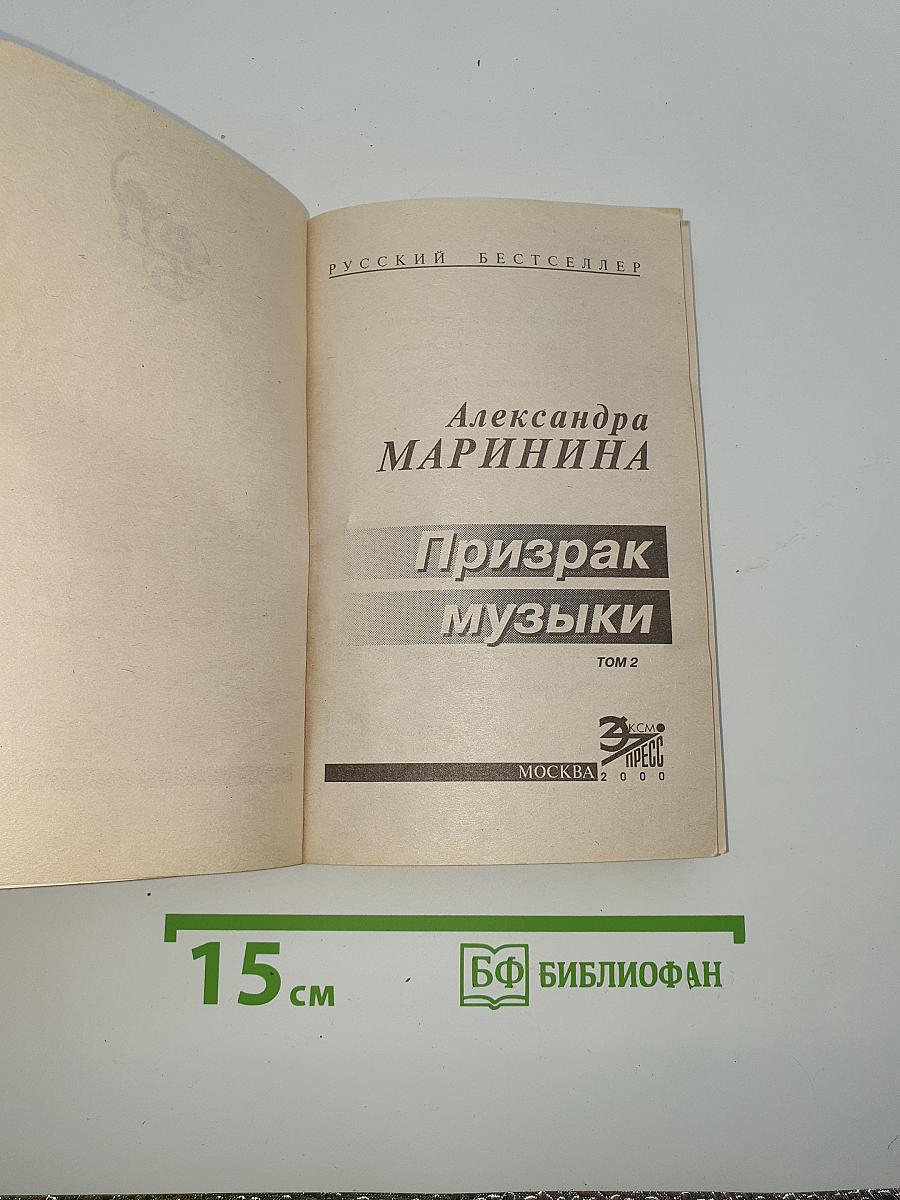 РУССКИЙ БЕСТСЕЛЛЕР
Александра
МАРИНИНА
Призрак
музыки
ТОМ 2
ЭКСМО
ПРЕСС
МОСКВА 2000
15 см
БФ БИБЛИОФАН